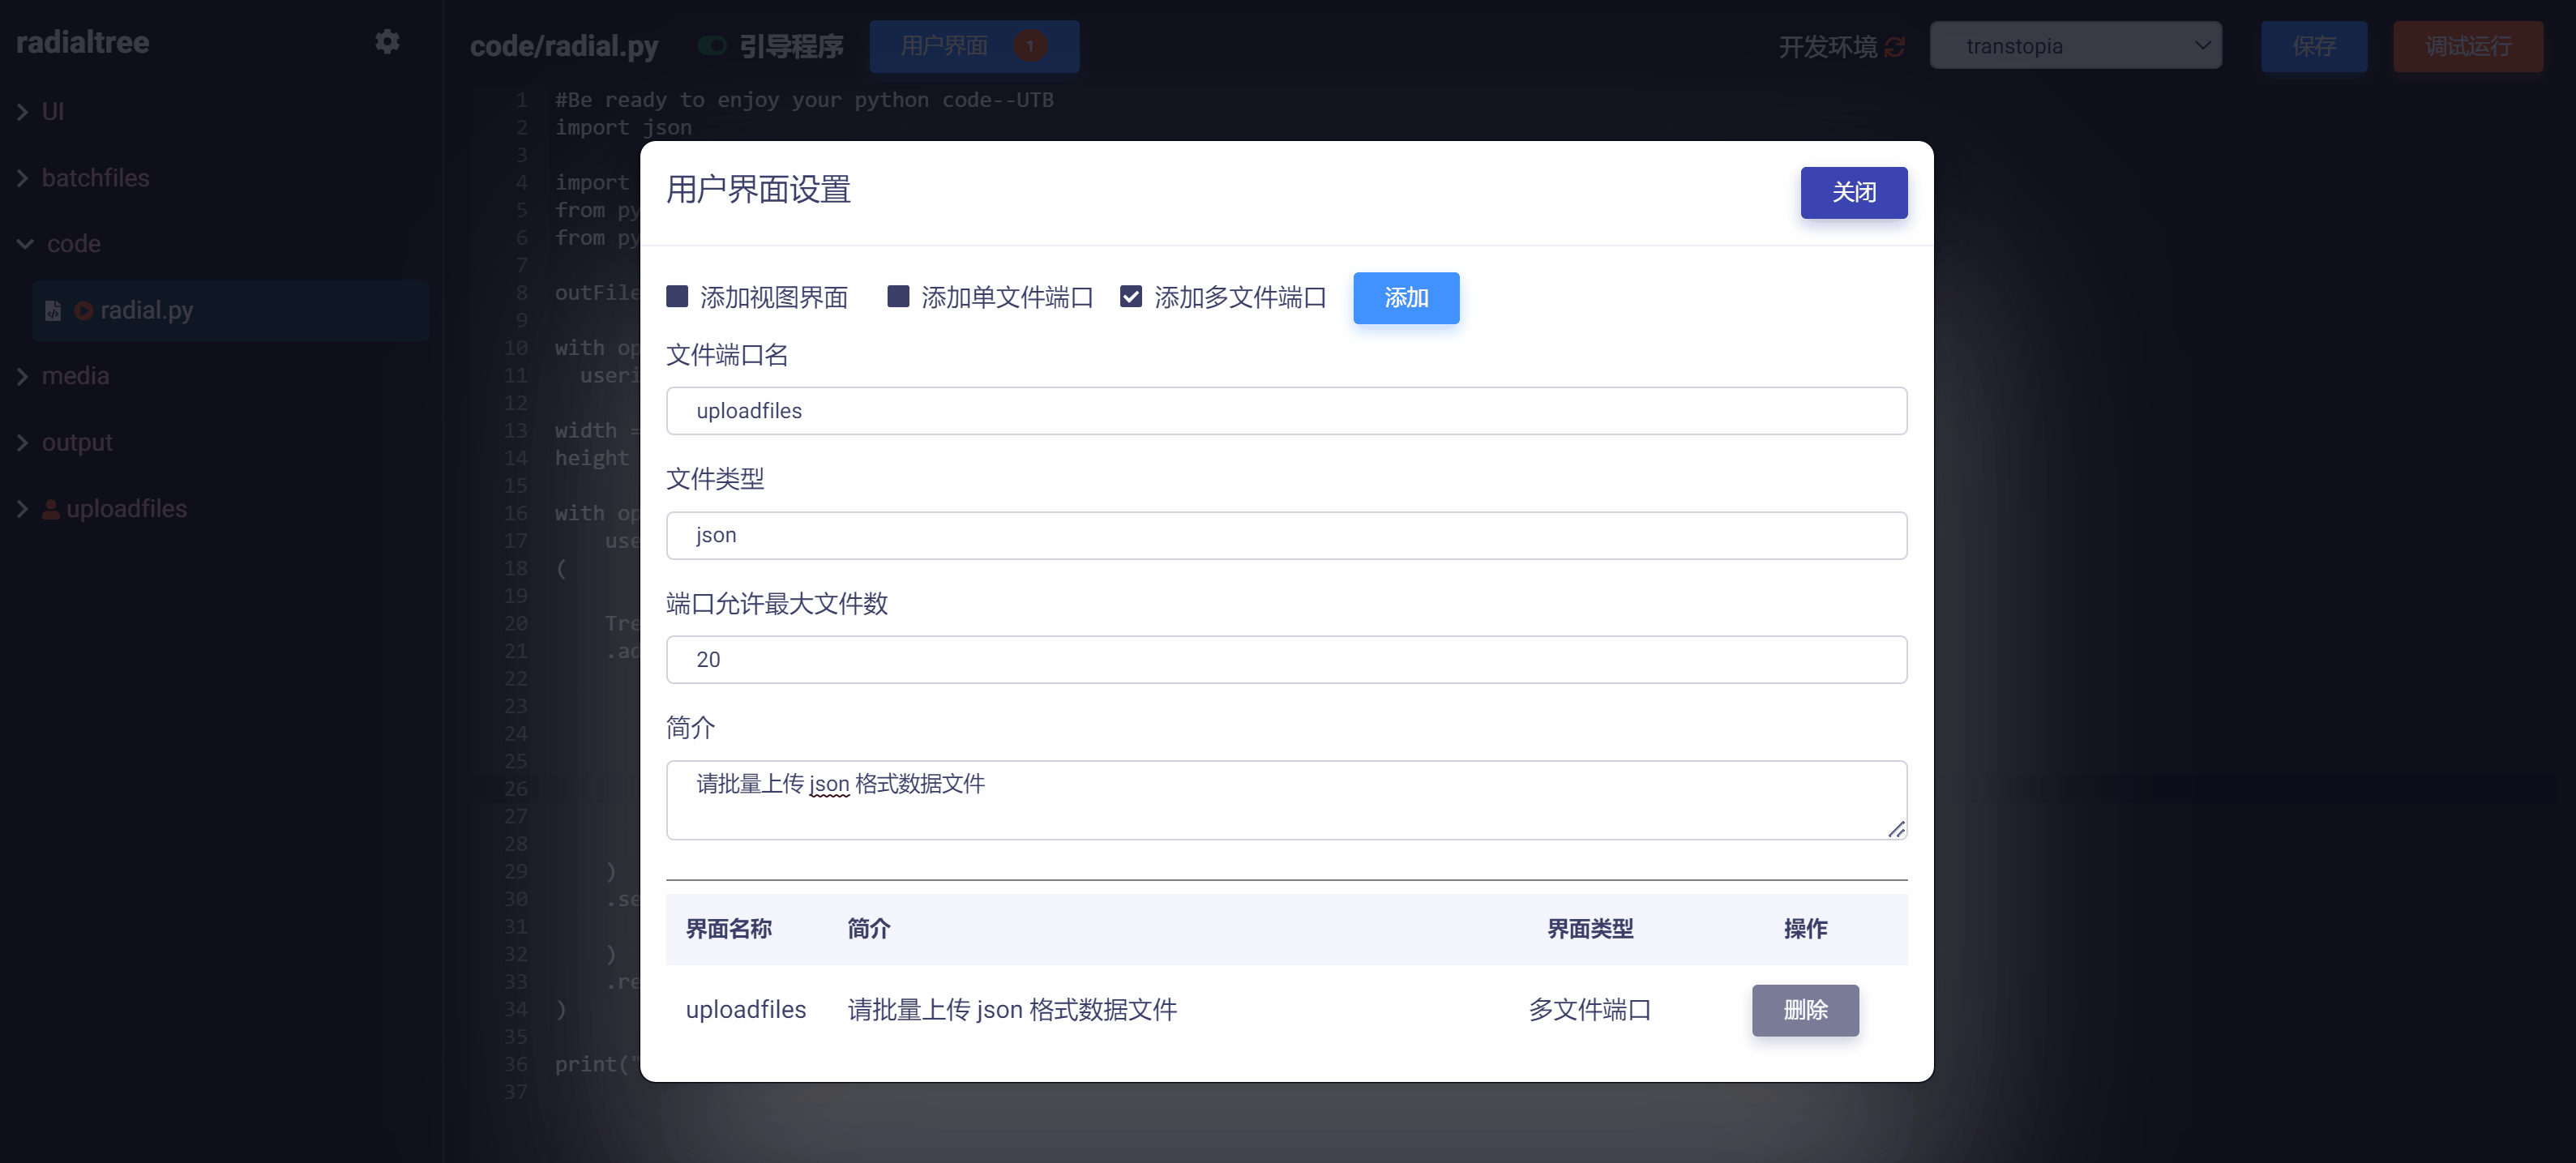 radialtree
UI
batchfiles
code
radial.py
media
output
uploadfiles
code/radial.py 引导程序 用户界面 1 开发环境 transtopia 保存 调试运行
1 #Be ready to enjoy your python code--UTB
2 import json
3
4 import
5 from py
6 from py
7
8 outFile
9
10 with op
11 useri
12
13 width =
14 height
15
16 with op
17 use
18 (
19
20 Tre
21 .ad
22
23
24
25
26
27
28
29 )
30 .se
31
32 )
33 .re
34 )
35
36 print("
37
用户界面设置
关闭
添加视图界面 添加单文件端口 添加多文件端口 添加
文件端口名
uploadfiles
文件类型
json
端口允许最大文件数
20
简介
请批量上传 json 格式数据文件
界面名称 简介 界面类型 操作
uploadfiles 请批量上传 json 格式数据文件 多文件端口 删除